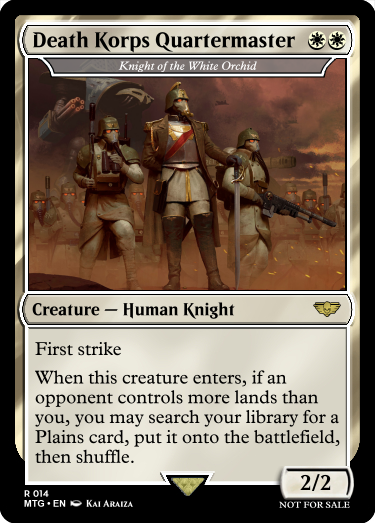 Death Korps Quartermaster
Knight of the White Orchid
Creature — Human Knight
First strike
When this creature enters, if an
opponent controls more lands than
you, you may search your library for a
Plains card, put it onto the battlefield,
then shuffle.
2/2
R 014
MTG • EN Kai Araiza
NOT FOR SALE